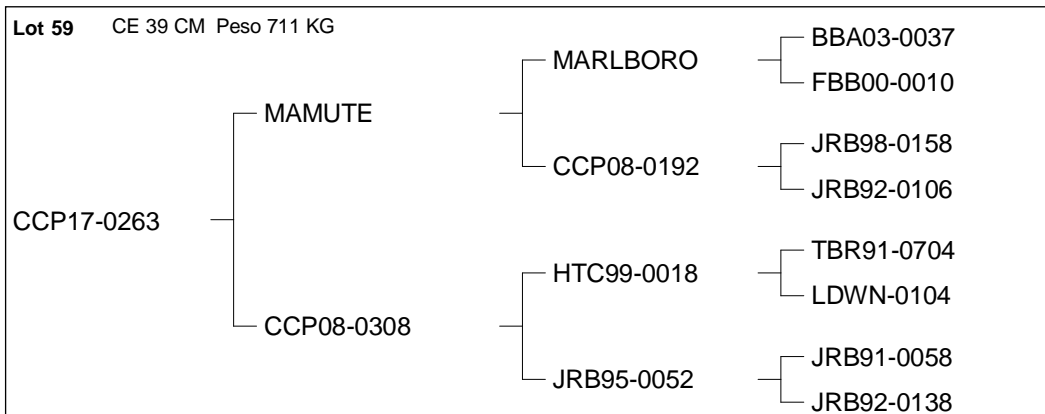 Lot 59 CE 39 CM Peso 711 KG
BBA03-0037
MARLBORO
FBB00-0010
MAMUTE
JRB98-0158
CCP08-0192
JRB92-0106
CCP17-0263
TBR91-0704
HTC99-0018
LDWN-0104
CCP08-0308
JRB91-0058
JRB95-0052
JRB92-0138